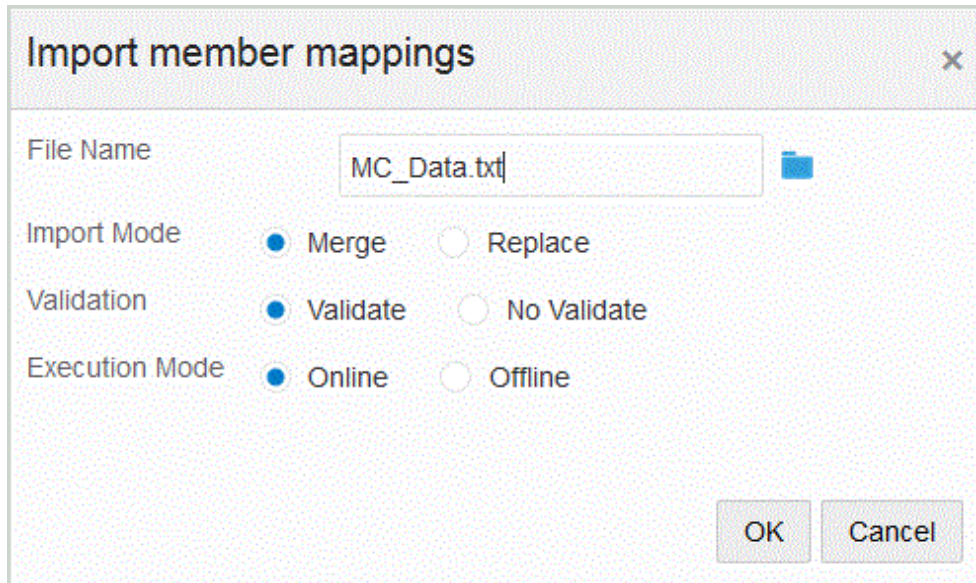 Import member mappings ×
File Name MC_Data.txt
Import Mode Merge Replace
Validation Validate No Validate
Execution Mode Online Offline
OK Cancel